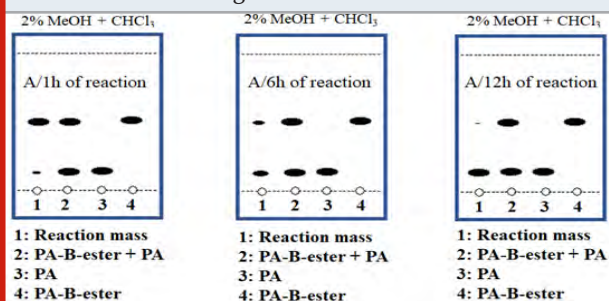 2% MeOH + CHCl₃
A/1h of reaction
1 2 3 4
1: Reaction mass
2: PA-B-ester + PA
3: PA
4: PA-B-ester
2% MeOH + CHCl₃
A/6h of reaction
1 2 3 4
1: Reaction mass
2: PA-B-ester + PA
3: PA
4: PA-B-ester
2% MeOH + CHCl₃
A/12h of reaction
1 2 3 4
1: Reaction mass
2: PA-B-ester + PA
3: PA
4: PA-B-ester